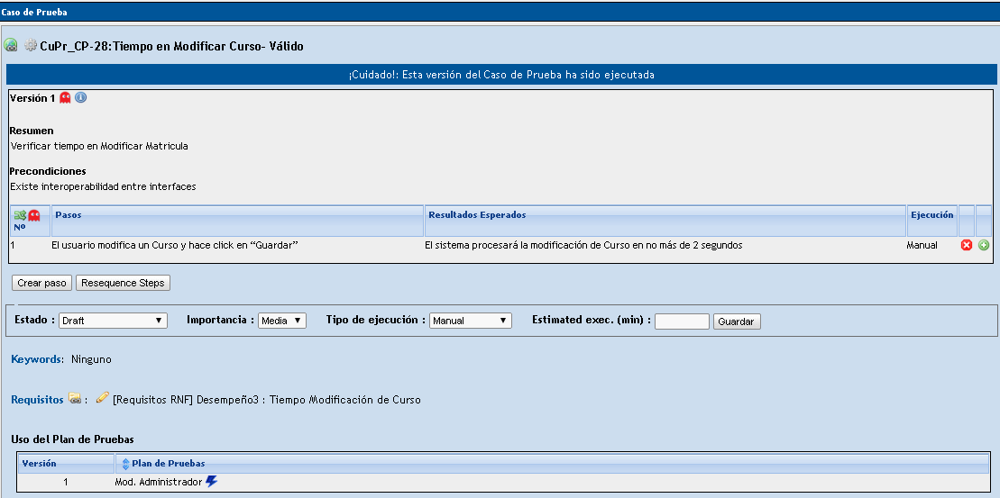 Caso de Prueba
CuPr_CP-28:Tiempo en Modificar Curso- Válido
¡Cuidado!: Esta versión del Caso de Prueba ha sido ejecutada
Versión 1
Resumen
Verificar tiempo en Modificar Matricula
Precondiciones
Existe interoperabilidad entre interfaces
Nº Pasos Resultados Esperados Ejecución
1 El usuario modifica un Curso y hace click en “Guardar” El sistema procesará la modificación de Curso en no más de 2 segundos Manual
Crear paso Resequence Steps
Estado : Draft Importancia : Media Tipo de ejecución : Manual Estimated exec. (min) : Guardar
Keywords: Ninguno
Requisitos : [Requisitos RNF] Desempeño3 : Tiempo Modificación de Curso
Uso del Plan de Pruebas
Versión Plan de Pruebas
1 Mod. Administrador